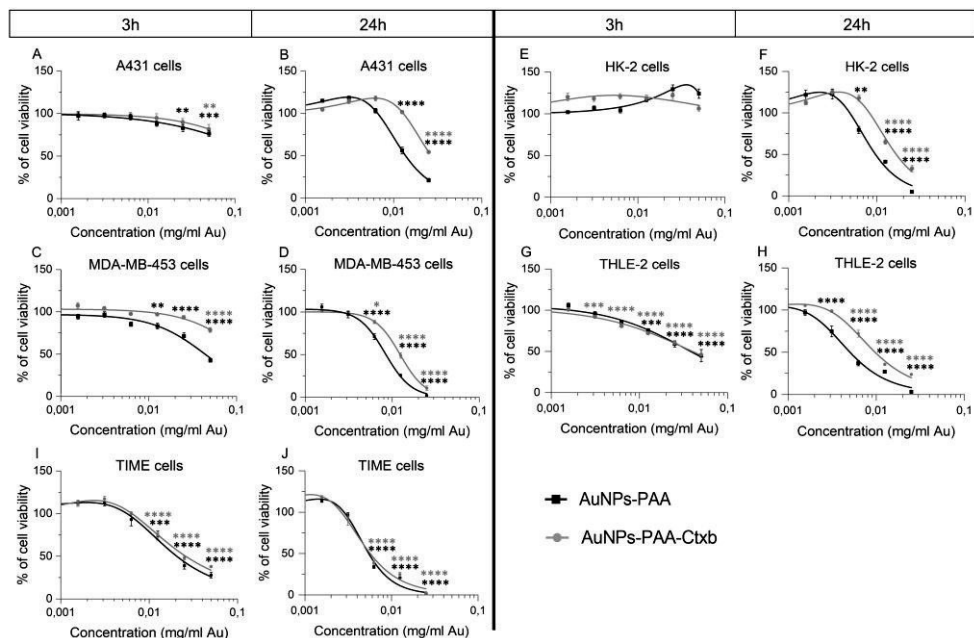 3h 24h 3h 24h
A B E F
A431 cells A431 cells HK-2 cells HK-2 cells
150 150 150 150
100 ** ** *** 100 **** **** **** 100 100 ** **** **** **** ****
50 50 50 50
0 0 0 0
0,001 0,01 0,1 0,001 0,01 0,1 0,001 0,01 0,1 0,001 0,01 0,1
% of cell viability % of cell viability % of cell viability % of cell viability
Concentration (mg/ml Au) Concentration (mg/ml Au) Concentration (mg/ml Au) Concentration (mg/ml Au)
C D G H
MDA-MB-453 cells MDA-MB-453 cells THLE-2 cells THLE-2 cells
150 150 150 150
100 ** **** **** **** 100 * **** **** **** **** **** 100 *** **** **** *** **** **** **** **** 100 **** **** **** **** **** **** ****
50 50 50 50
0 0 0 0
0,001 0,01 0,1 0,001 0,01 0,1 0,001 0,01 0,1 0,001 0,01 0,1
% of cell viability % of cell viability % of cell viability % of cell viability
Concentration (mg/ml Au) Concentration (mg/ml Au) Concentration (mg/ml Au) Concentration (mg/ml Au)
I J
TIME cells TIME cells
150 150
100 100
50 **** *** **** **** **** **** 50 **** **** **** **** **** ****
0 0
0,001 0,01 0,1 0,001 0,01 0,1
% of cell viability % of cell viability
Concentration (mg/ml Au) Concentration (mg/ml Au)
AuNPs-PAA
AuNPs-PAA-Ctxb